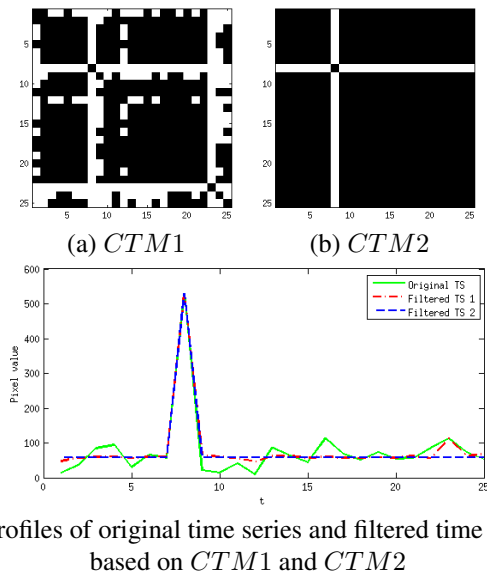 5
10
15
20
25
5 10 15 20 25
5
10
15
20
25
5 10 15 20 25
(a) CTM1 (b) CTM2
600
500
400
300
200
100
0
0 5 10 15 20 25
Pixel value
t
Original TS
Filtered TS 1
Filtered TS 2
rofiles of original time series and filtered time
based on CTM1 and CTM2